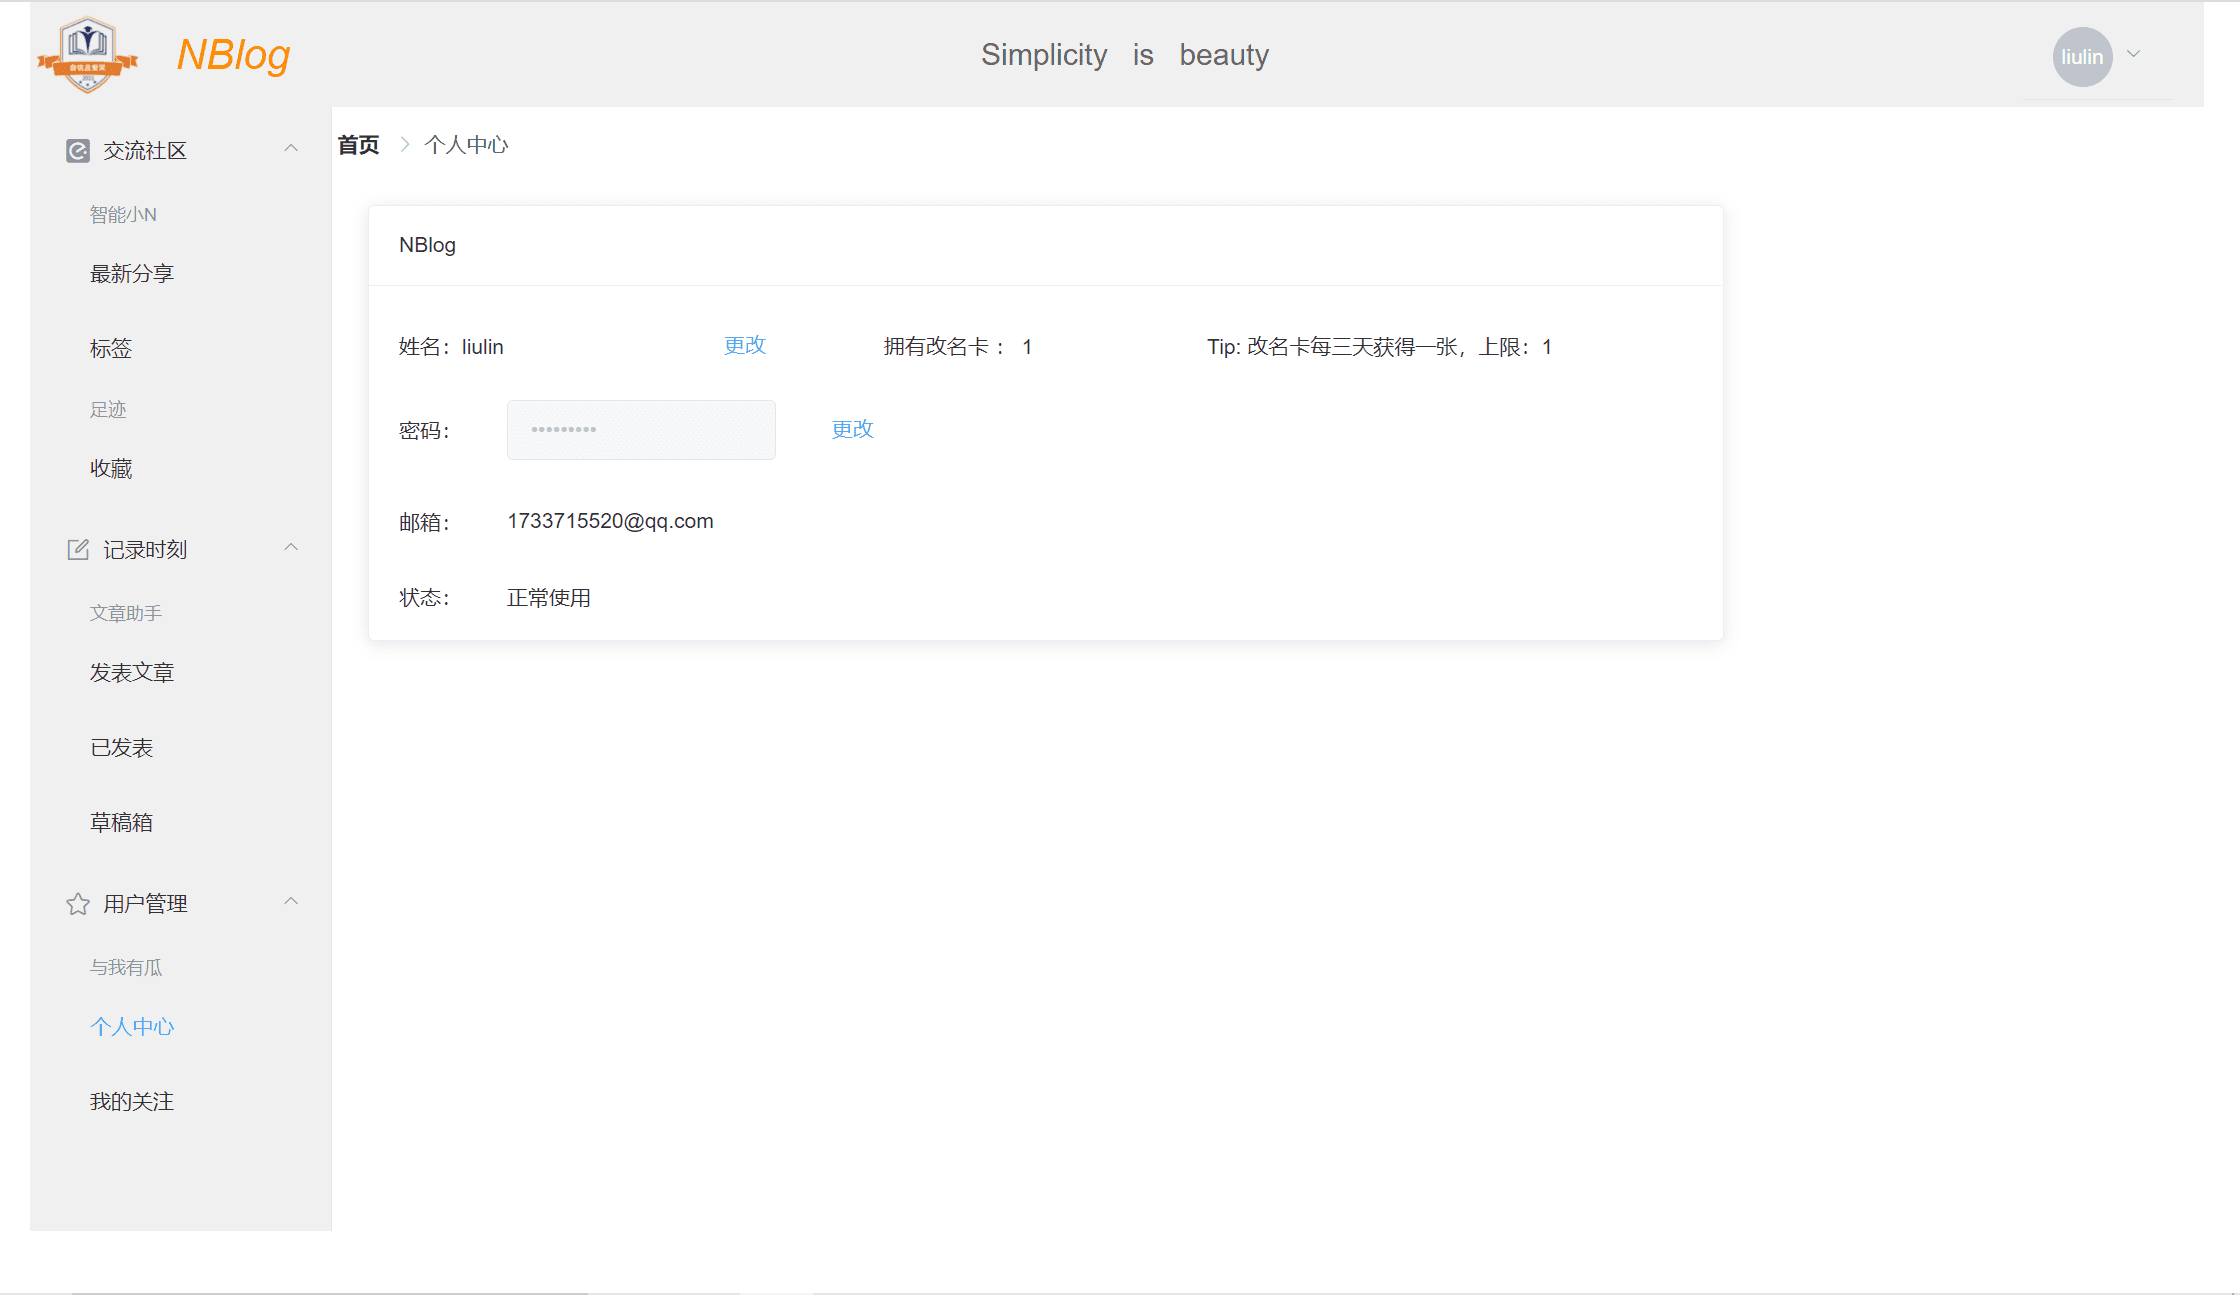 NBlog
Simplicity is beauty
liulin
交流社区
智能小N
最新分享
标签
足迹
收藏
记录时刻
文章助手
发表文章
已发表
草稿箱
用户管理
与我有瓜
个人中心
我的关注
首页 个人中心
NBlog
姓名：liulin 更改 拥有改名卡 ： 1 Tip: 改名卡每三天获得一张，上限：1
密码： ••••••••• 更改
邮箱： 1733715520@qq.com
状态： 正常使用